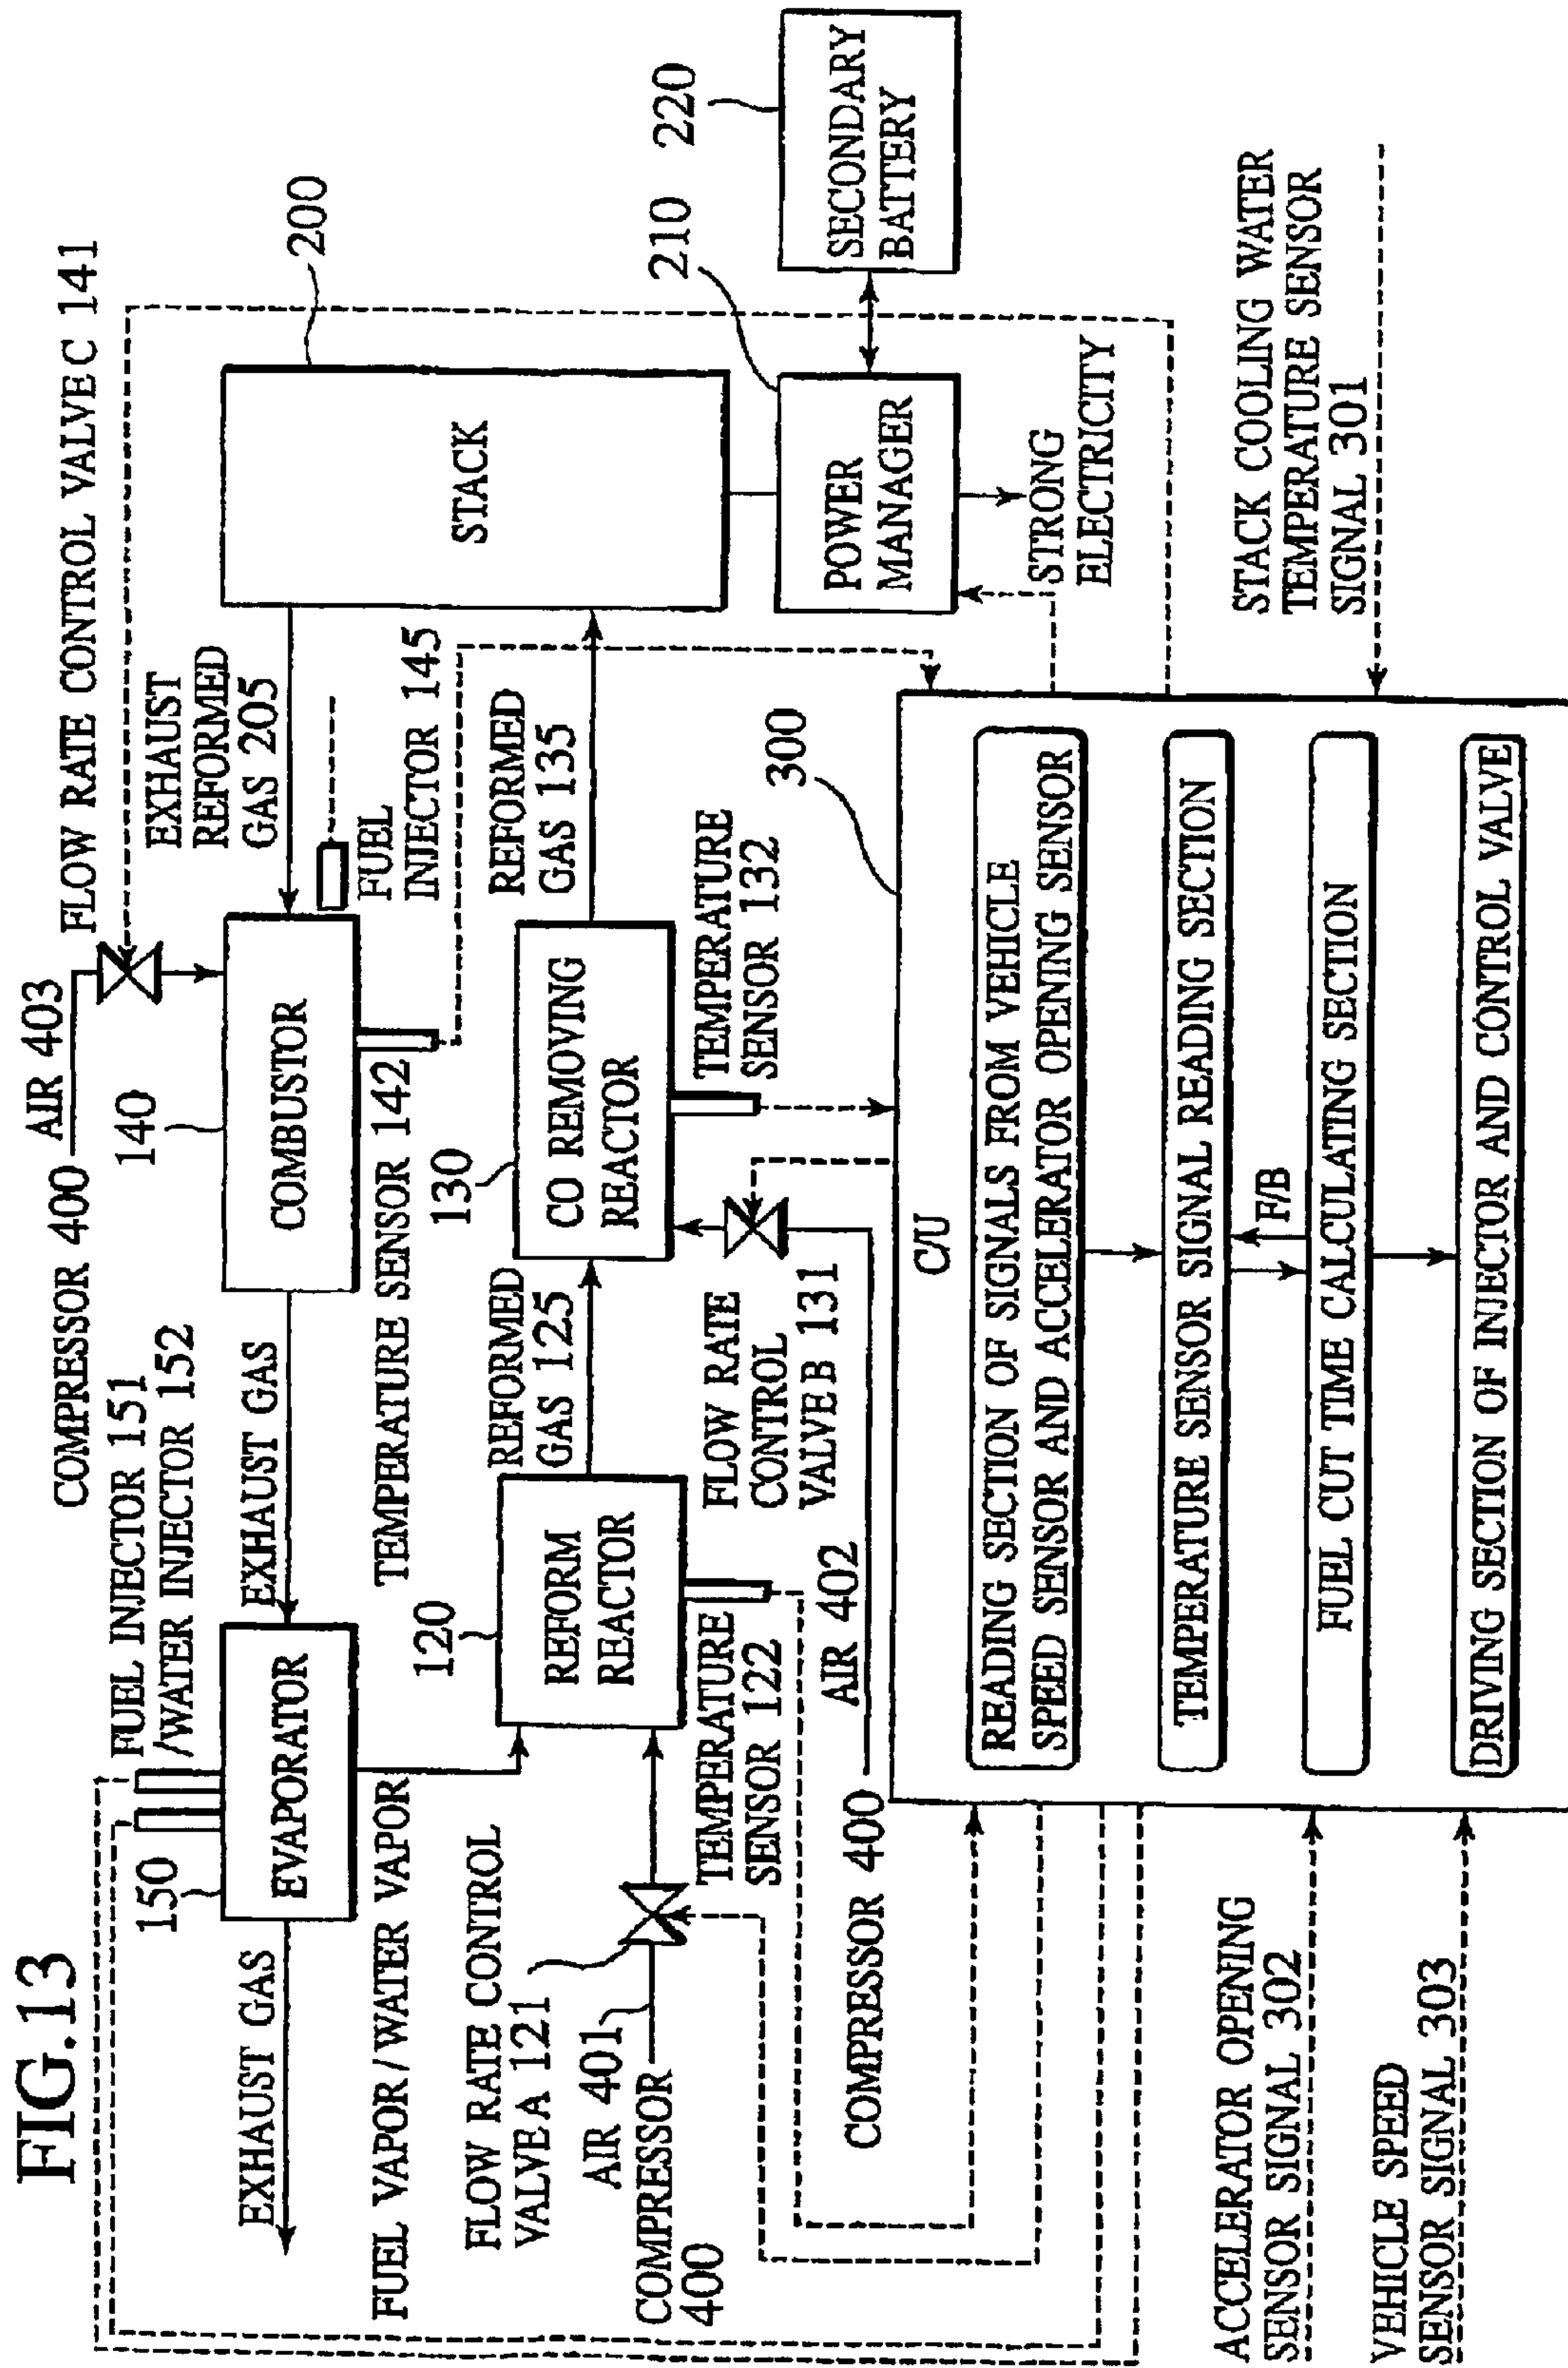 FIG.13
COMPRESSOR 400
AIR 403
FLOW RATE CONTROL VALVE C 141
FUEL INJECTOR 151
/WATER INJECTOR 152
140
EXHAUST
REFORMED
GAS 205
200
150
EXHAUST GAS
EVAPORATOR
EXHAUST GAS
COMBUSTOR
FUEL
INJECTOR 145
STACK
FUEL VAPOR / WATER VAPOR
TEMPERATURE SENSOR 142
120
130
REFORMED
GAS 125
REFORMED
GAS 135
FLOW RATE CONTROL
VALVE A 121
REFORM
REACTOR
CO REMOVING
REACTOR
AIR 401
COMPRESSOR
400
TEMPERATURE
SENSOR 122
FLOW RATE
CONTROL
VALVE B 131
TEMPERATURE
SENSOR 132
210
220
POWER
MANAGER
SECONDARY
BATTERY
COMPRESSOR 400
AIR 402
300
STRONG
ELECTRICITY
C/U
READING SECTION OF SIGNALS FROM VEHICLE
SPEED SENSOR AND ACCELERATOR OPENING SENSOR
TEMPERATURE SENSOR SIGNAL READING SECTION
F/B
FUEL CUT TIME CALCULATING SECTION
DRIVING SECTION OF INJECTOR AND CONTROL VALVE
ACCELERATOR OPENING
SENSOR SIGNAL 302
VEHICLE SPEED
SENSOR SIGNAL 303
STACK COOLING WATER
TEMPERATURE SENSOR
SIGNAL 301